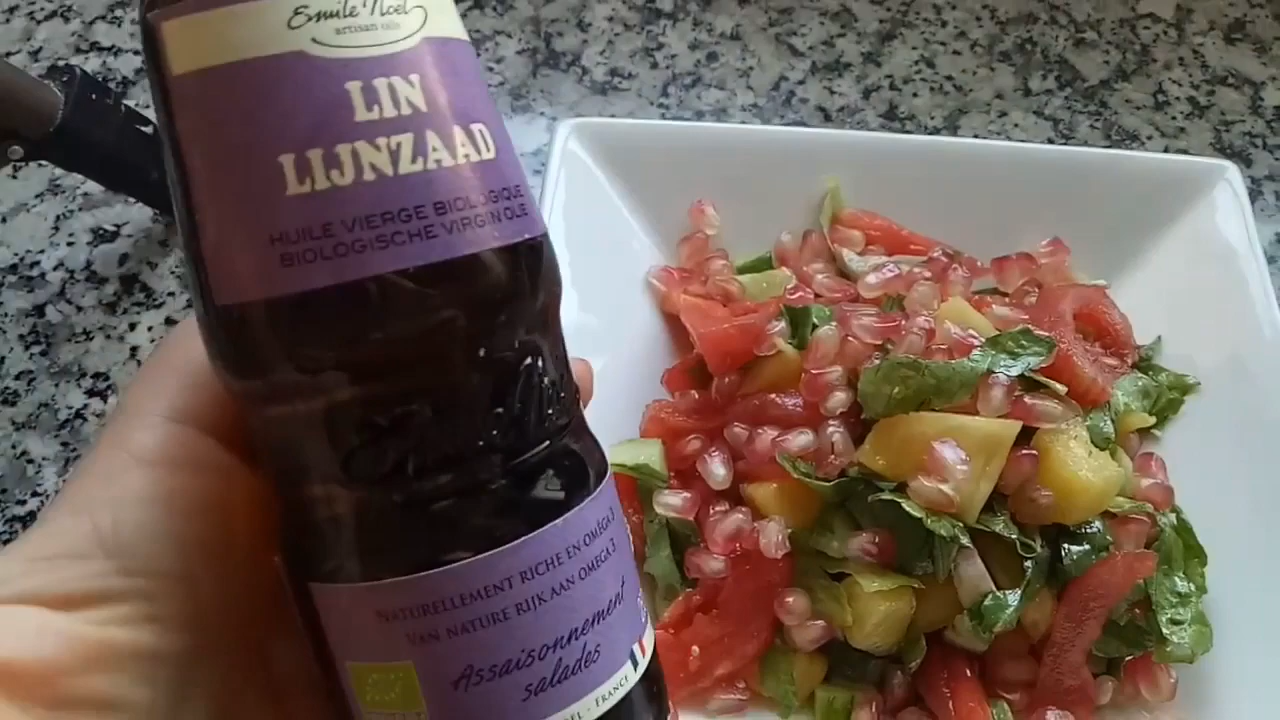 Emile Noël
artisan oils
LIN
LIJNZAAD
HUILE VIERGE BIOLOGIQUE
BIOLOGISCHE VIRGIN OLIE
NATURELLEMENT RICHE EN OMÉGA 3
VAN NATURE RIJK AAN OMEGA 3
Assaisonnement
salades
FRANCE